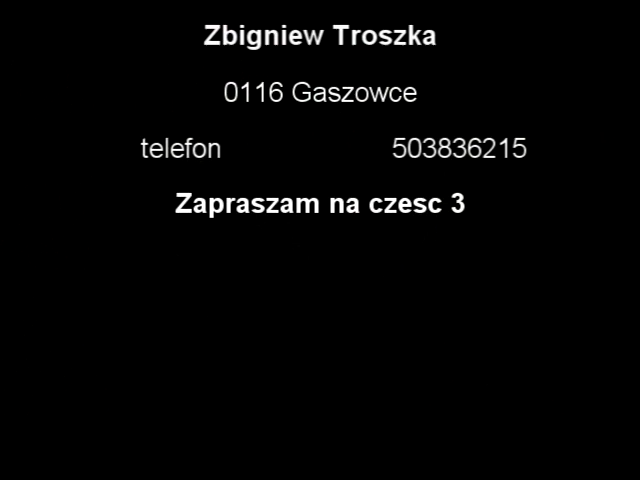 Zbigniew Troszka
0116 Gaszowce
telefon 503836215
Zapraszam na czesc 3